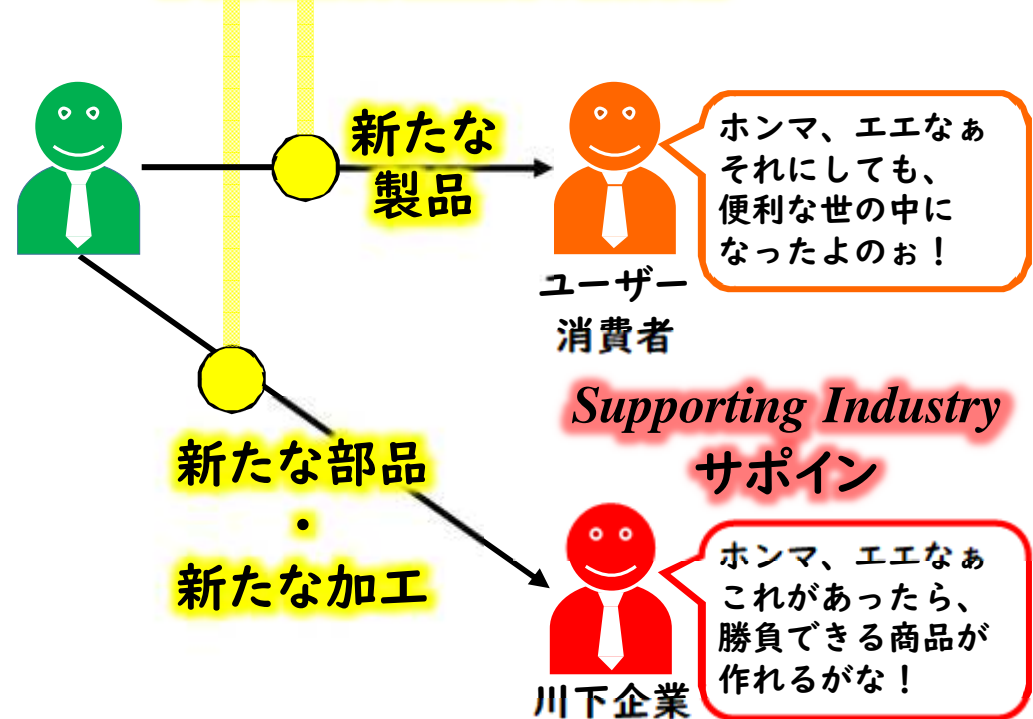 新たな
製品
ホンマ、エエなぁ
それにしても、
便利な世の中に
なったよのぉ！
ユーザー
消費者
Supporting Industry
サポイン
新たな部品
・
新たな加工
ホンマ、エエなぁ
これがあったら、
勝負できる商品が
作れるがな！
川下企業